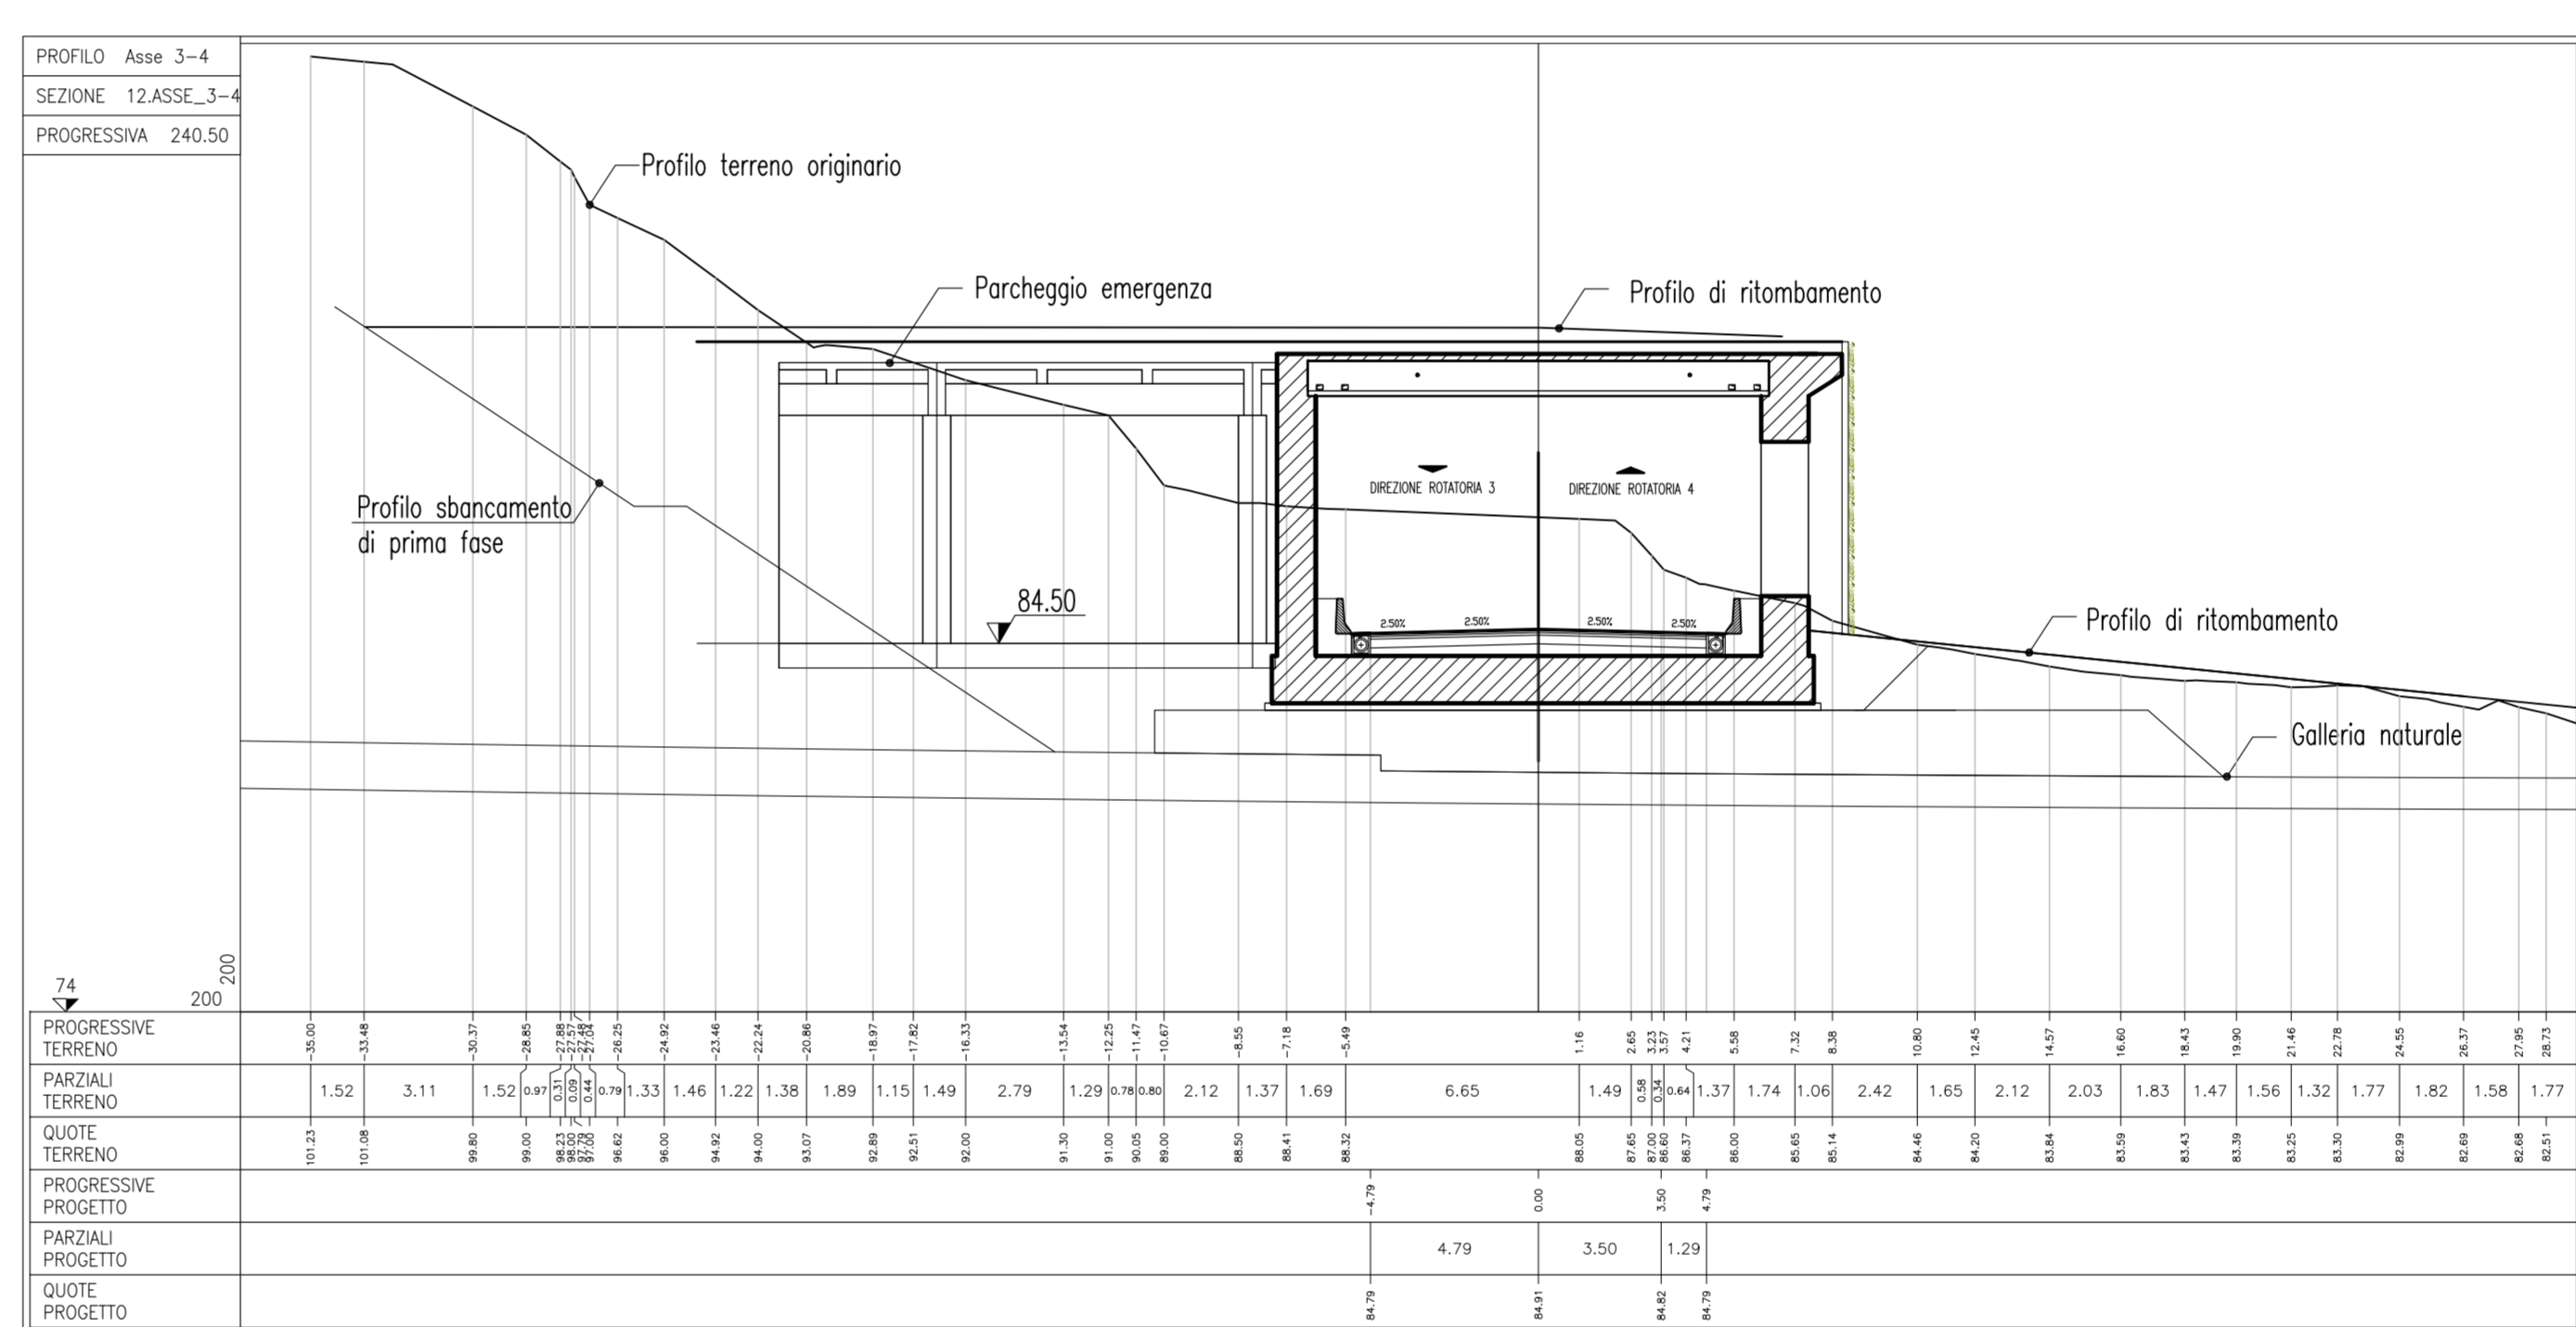 PROFILO Asse 3-4
SEZIONE 12.ASSE_3-4
PROGRESSIVA 240.50
Profilo terreno originario
Parcheggio emergenza
Profilo di ritombamento
Profilo sbancamento
di prima fase
DIREZIONE ROTATORIA 3
DIREZIONE ROTATORIA 4
84.50
2.50% 2.50% 2.50% 2.50%
Profilo di ritombamento
Galleria naturale
200
74
200
PROGRESSIVE
TERRENO
-35.00 -33.48 -30.37 -28.85 -27.88 -27.57 -27.48 -27.04 -26.25 -24.92 -23.46 -22.24 -20.86 -18.97 -17.82 -16.33 -13.54 -12.25 -11.47 -10.67 -8.55 -7.18 -5.49 1.16 2.65 3.23 3.57 4.21 5.58 7.32 8.38 10.80 12.45 14.57 16.60 18.43 19.90 21.46 22.78 24.55 26.37 27.95 28.73
PARZIALI
TERRENO
1.52 3.11 1.52 0.97 0.31 0.09 0.44 0.79 1.33 1.46 1.22 1.38 1.89 1.15 1.49 2.79 1.29 0.78 0.80 2.12 1.37 1.69 6.65 1.49 0.58 0.34 0.64 1.37 1.74 1.06 2.42 1.65 2.12 2.03 1.83 1.47 1.56 1.32 1.77 1.82 1.58 1.77
QUOTE
TERRENO
101.23 101.08 99.80 99.00 98.23 98.00 97.79 97.00 96.62 96.00 94.92 94.00 93.07 92.89 92.51 92.00 91.30 91.00 90.05 89.00 88.50 88.41 88.32 88.05 87.65 87.00 86.60 86.37 86.00 85.65 85.14 84.46 84.20 83.84 83.59 83.43 83.39 83.25 83.30 82.99 82.69 82.68 82.51
PROGRESSIVE
PROGETTO
-4.79 0.00 3.50 4.79
PARZIALI
PROGETTO
4.79 3.50 1.29
QUOTE
PROGETTO
84.79 84.91 84.82 84.79